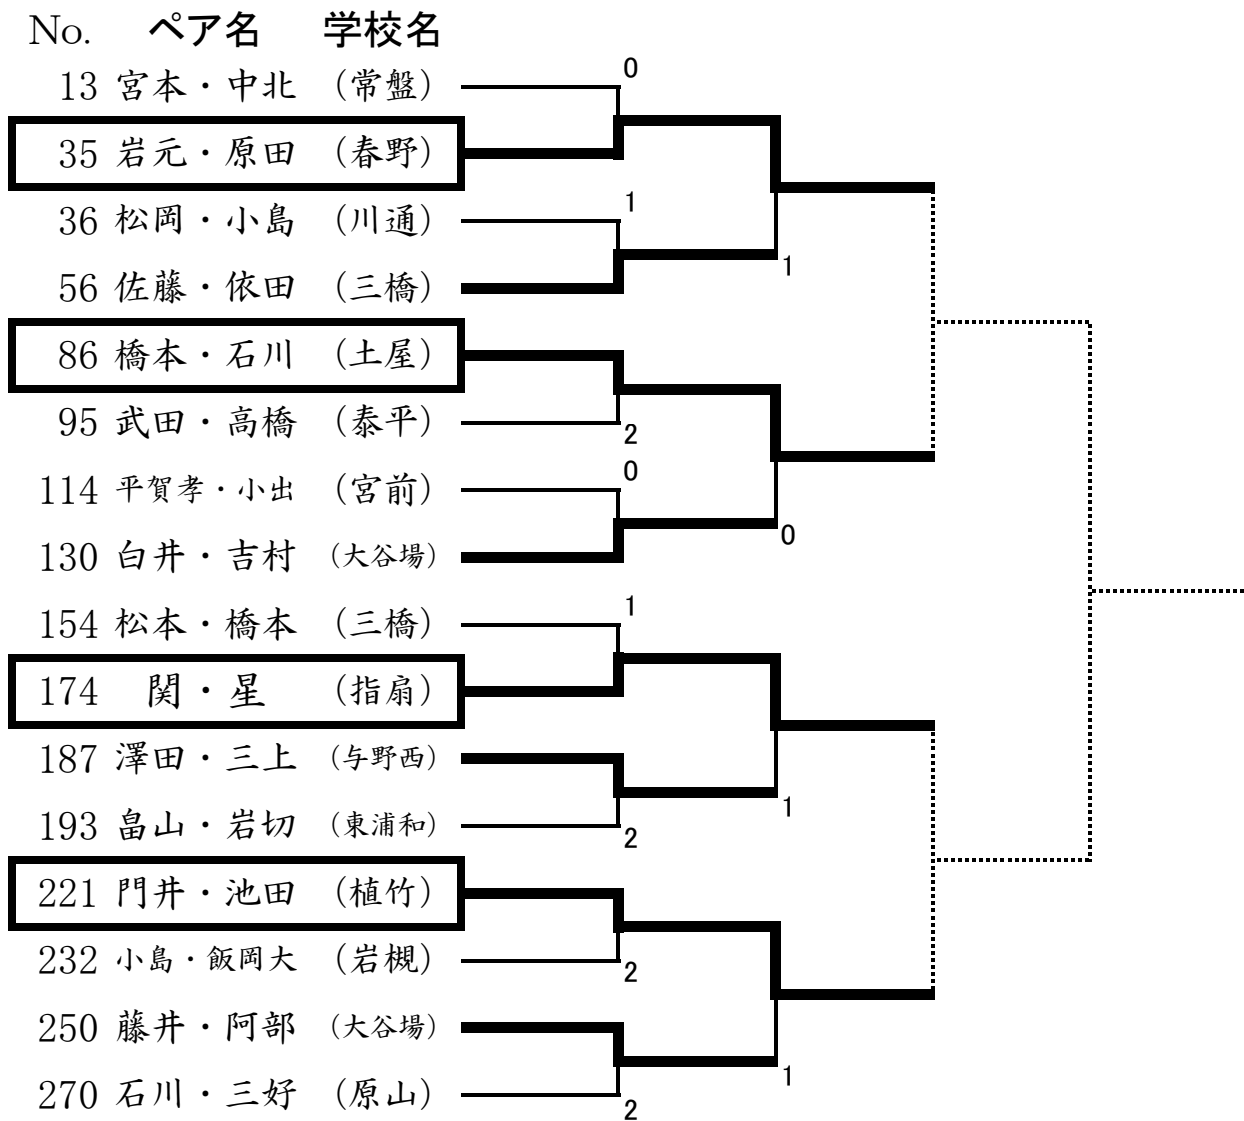 No. ペア名 学校名
13 宮本・中北 (常盤)
0
35 岩元・原田 (春野)
36 松岡・小島 (川通)
1
1
56 佐藤・依田 (三橋)
86 橋本・石川 (土屋)
95 武田・高橋 (泰平)
2
0
114 平賀孝・小出 (宮前)
0
130 白井・吉村 (大谷場)
1
154 松本・橋本 (三橋)
174 関・星 (指扇)
187 澤田・三上 (与野西)
1
193 畠山・岩切 (東浦和)
2
221 門井・池田 (植竹)
232 小島・飯岡大 (岩槻)
2
250 藤井・阿部 (大谷場)
1
270 石川・三好 (原山)
2